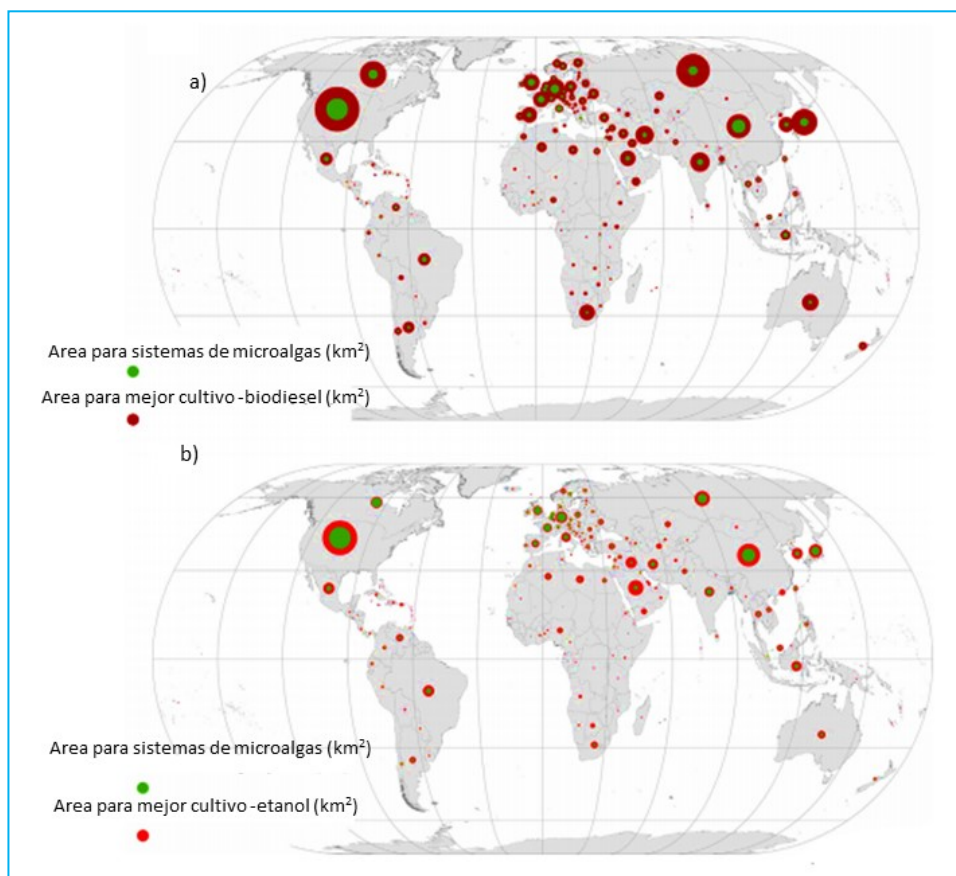 a)
Area para sistemas de microalgas (km²)
Area para mejor cultivo -biodiesel (km²)
b)
Area para sistemas de microalgas (km²)
Area para mejor cultivo -etanol (km²)